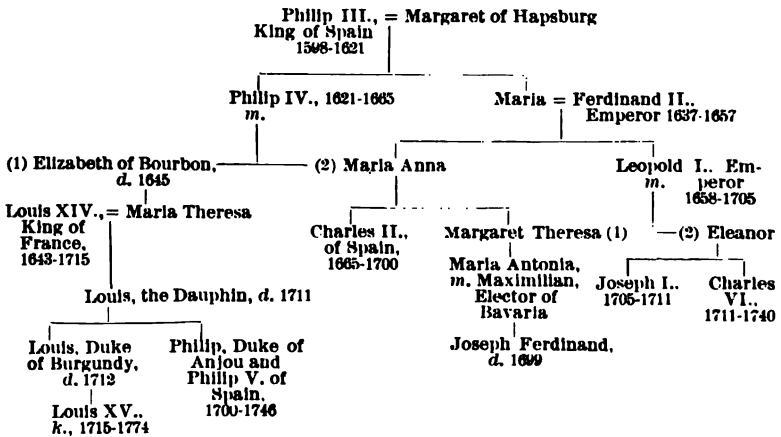 Philip III., = Margaret of Hapsburg
King of Spain
1598-1621
Philip IV., 1621-1665
m.
Maria = Ferdinand II..
Emperor 1637-1657
(1) Elizabeth of Bourbon,
d. 1645
(2) Maria Anna
Leopold I.. Em-
m. peror
1658-1705
Louis XIV., = Maria Theresa
King of
France,
1643-1715
Charles II.,
of Spain,
1665-1700
Margaret Theresa (1)
(2) Eleanor
Maria Antonia,
m. Maximilian,
Elector of
Bavaria
Joseph I..
1705-1711
Charles
VI..
1711-1740
Louis, the Dauphin, d. 1711
Louis, Duke
of Burgundy,
d. 1712
Philip, Duke of
Anjou and
Philip V. of
Spain,
1700-1746
Joseph Ferdinand,
d. 1699
Louis XV..
k., 1715-1774